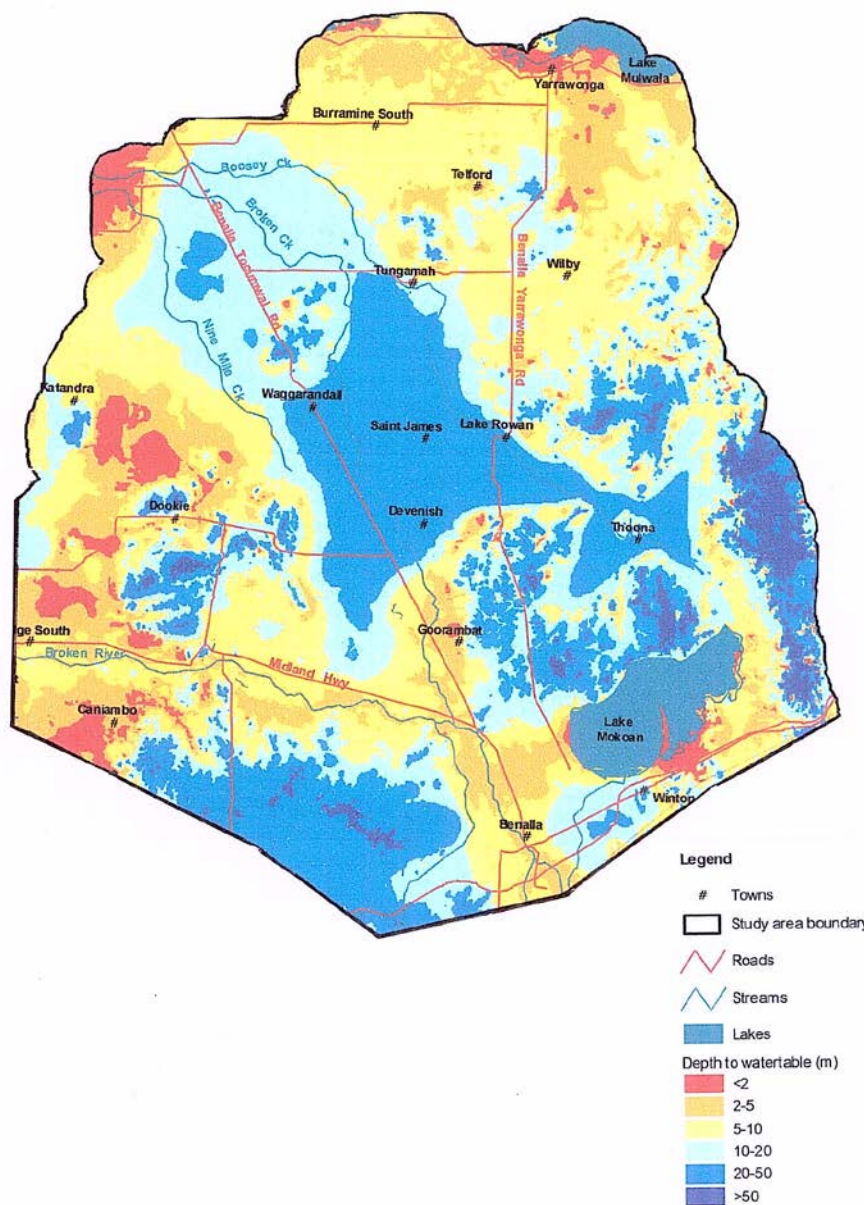 Lake
Mulwala
Yarrawonga
Burramine South
Boosey Ck
Telford
Broken Ck
Benalla Tocumwal Rd
Benalla Yarrawonga Rd
Tungamah
Wilby
Nine Mile Ck
Katandra
Waggarandall
Saint James
Lake Rowan
Dookie
Devenish
Thoona
ge South
Goorambat
Broken River
Midland Hwy
Caniambo
Lake
Mokoan
Winton
Benalla
Legend
# Towns
Study area boundary
Roads
Streams
Lakes
Depth to watertable (m)
<2
2-5
5-10
10-20
20-50
>50